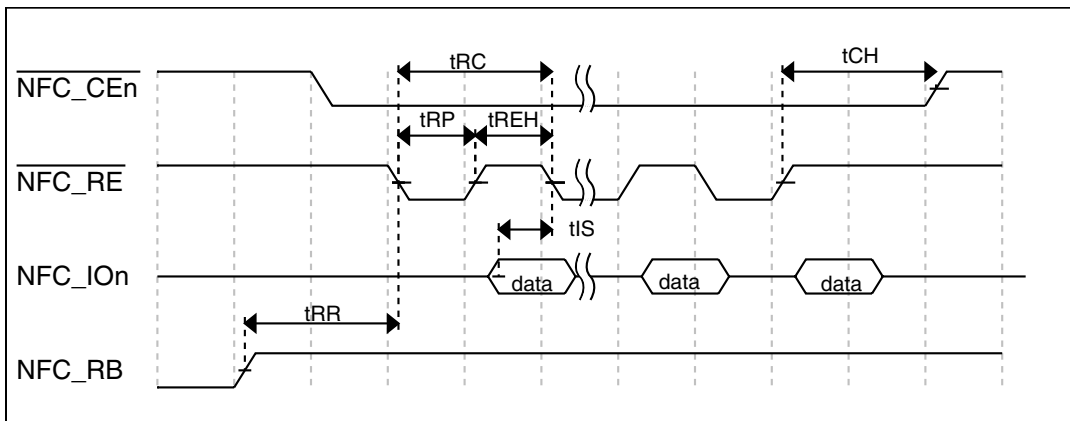 tRC
tCH
NFC_CEn
tRP
tREH
NFC_RE
tIS
NFC_IOn
data
data
data
tRR
NFC_RB